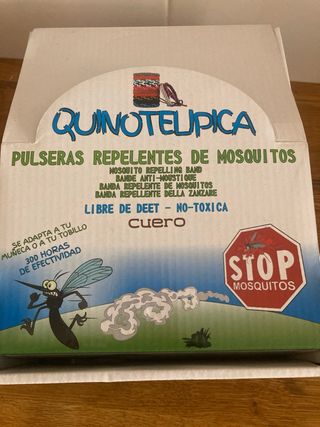 QUINOTELIPICA
PULSERAS REPELENTES DE MOSQUITOS
MOSQUITO REPELLING BAND
BANDE ANTI-MOUSTIQUE
BANDA REPELENTE DE MOSQUITOS
BANDA REPELLENTE DELLA ZANZARE
LIBRE DE DEET - NO-TOXICA
cuero
SE ADAPTA A TU
MUÑECA O A TU TOBILLO
300 HORAS
DE EFECTIVIDAD
STOP
MOSQUITOS